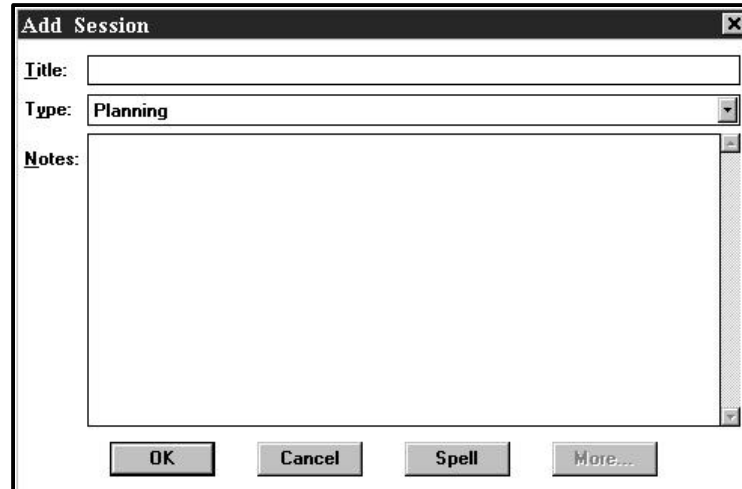 Add Session
Title:
Type: Planning
Notes:
OK Cancel Spell More...